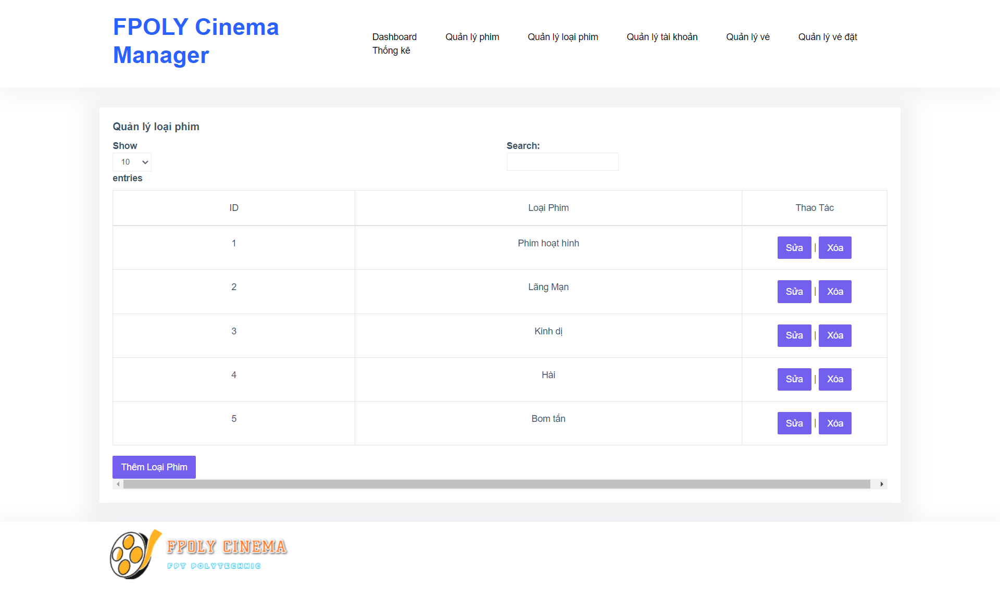 FPOLY Cinema
Manager
Dashboard Quản lý phim Quản lý loại phim Quản lý tài khoản Quản lý vé Quản lý vé đặt
Thống kê
Quản lý loại phim
Show
10
entries
Search:
ID Loại Phim Thao Tác
1 Phim hoạt hình Sửa | Xóa
2 Lãng Mạn Sửa | Xóa
3 Kinh dị Sửa | Xóa
4 Hài Sửa | Xóa
5 Bom tấn Sửa | Xóa
Thêm Loại Phim
FPOLY CINEMA
FPT POLYTECHNIC